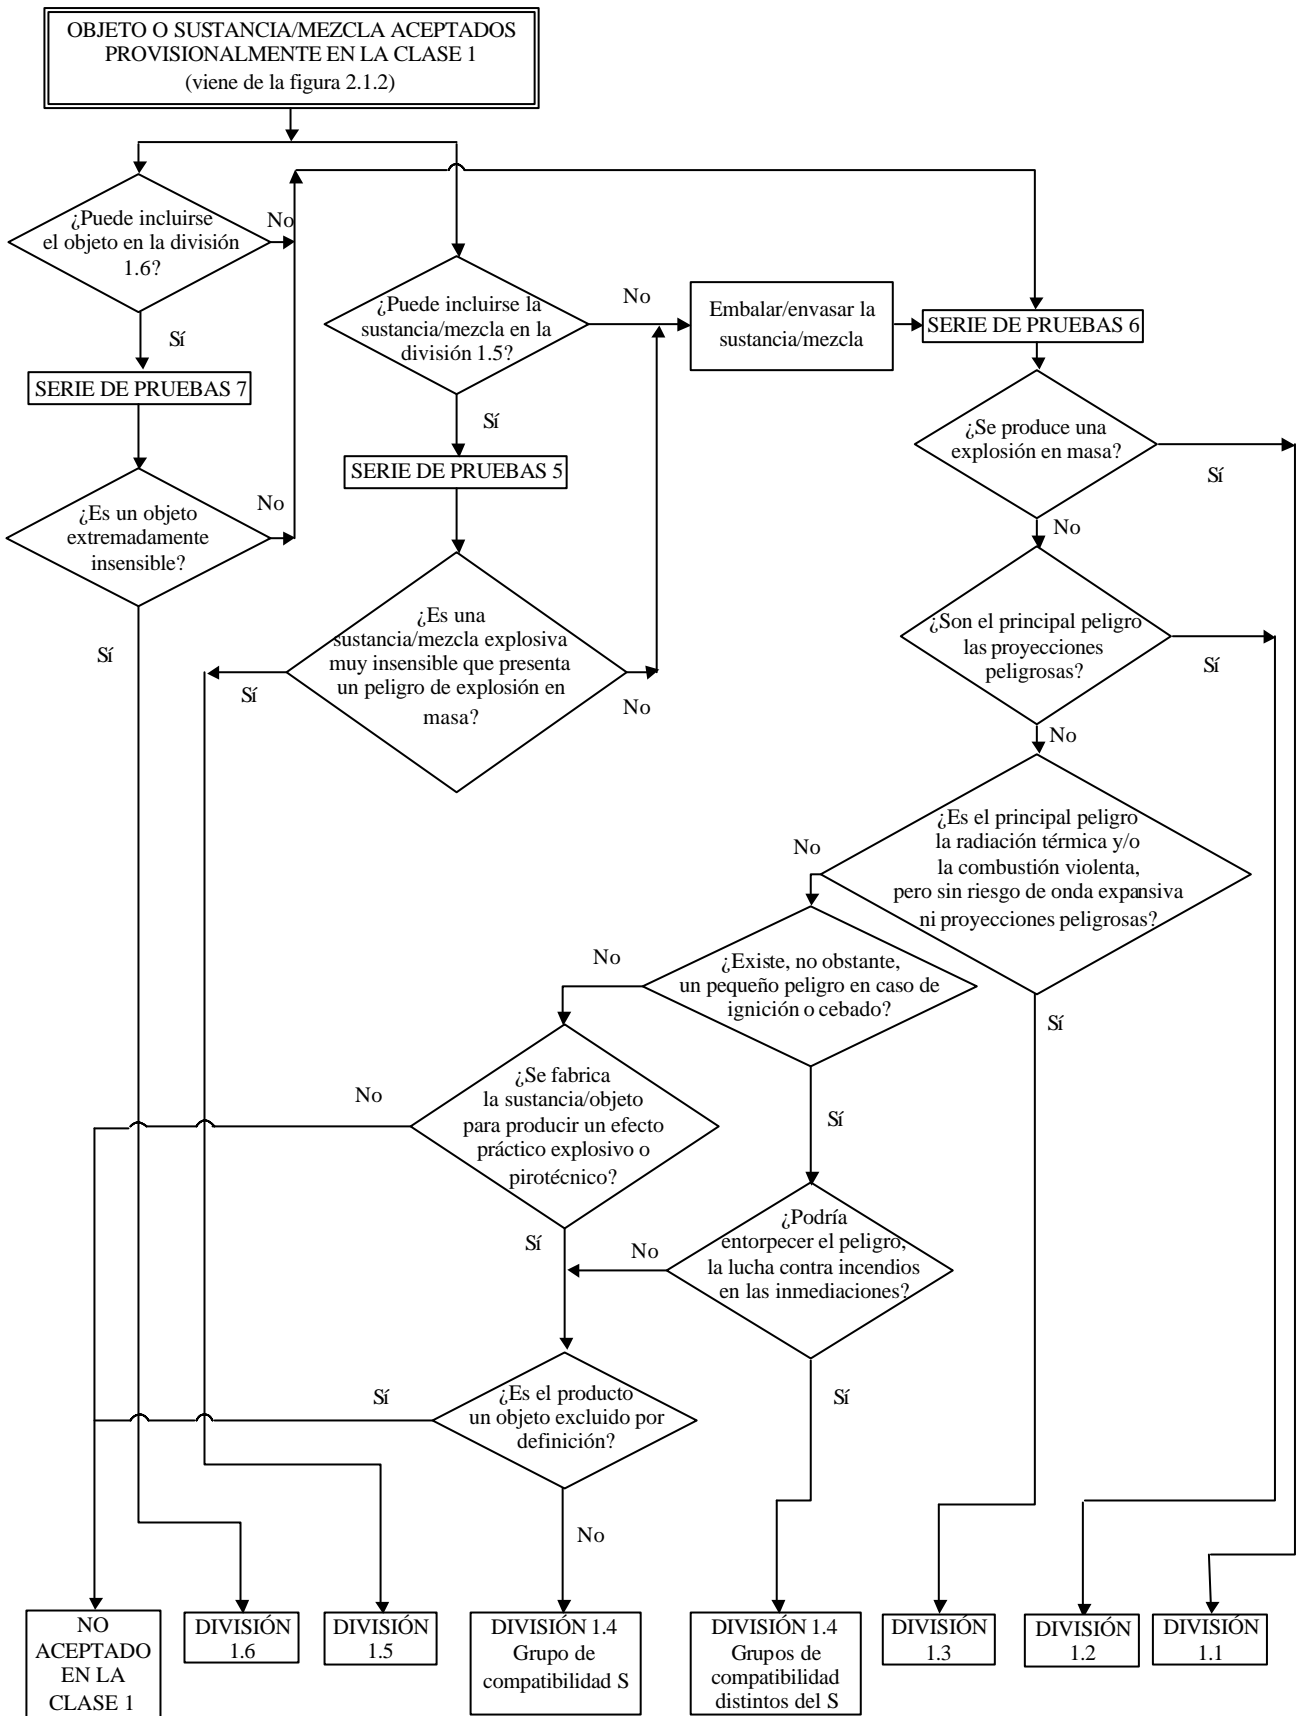 OBJETO O SUSTANCIA/MEZCLA ACEPTADOS
PROVISIONALMENTE EN LA CLASE 1
(viene de la figura 2.1.2)
¿Puede incluirse
el objeto en la división
1.6?
No
Sí
SERIE DE PRUEBAS 7
¿Es un objeto
extremadamente
insensible?
No
Sí
¿Puede incluirse la
sustancia/mezcla en la
división 1.5?
No
Sí
SERIE DE PRUEBAS 5
¿Es una
sustancia/mezcla explosiva
muy insensible que presenta
un peligro de explosión en
masa?
Sí
No
Embalar/envasar la
sustancia/mezcla
SERIE DE PRUEBAS 6
¿Se produce una
explosión en masa?
Sí
No
¿Son el principal peligro
las proyecciones
peligrosas?
Sí
No
¿Es el principal peligro
la radiación térmica y/o
la combustión violenta,
pero sin riesgo de onda expansiva
ni proyecciones peligrosas?
No
Sí
¿Existe, no obstante,
un pequeño peligro en caso de
ignición o cebado?
No
Sí
¿Se fabrica
la sustancia/objeto
para producir un efecto
práctico explosivo o
pirotécnico?
No
Sí
¿Podría
entorpecer el peligro,
la lucha contra incendios
en las inmediaciones?
No
Sí
¿Es el producto
un objeto excluido por
definición?
Sí
No
NO
ACEPTADO
EN LA
CLASE 1
DIVISIÓN
1.6
DIVISIÓN
1.5
DIVISIÓN 1.4
Grupo de
compatibilidad S
DIVISIÓN 1.4
Grupos de
compatibilidad
distintos del S
DIVISIÓN
1.3
DIVISIÓN
1.2
DIVISIÓN
1.1